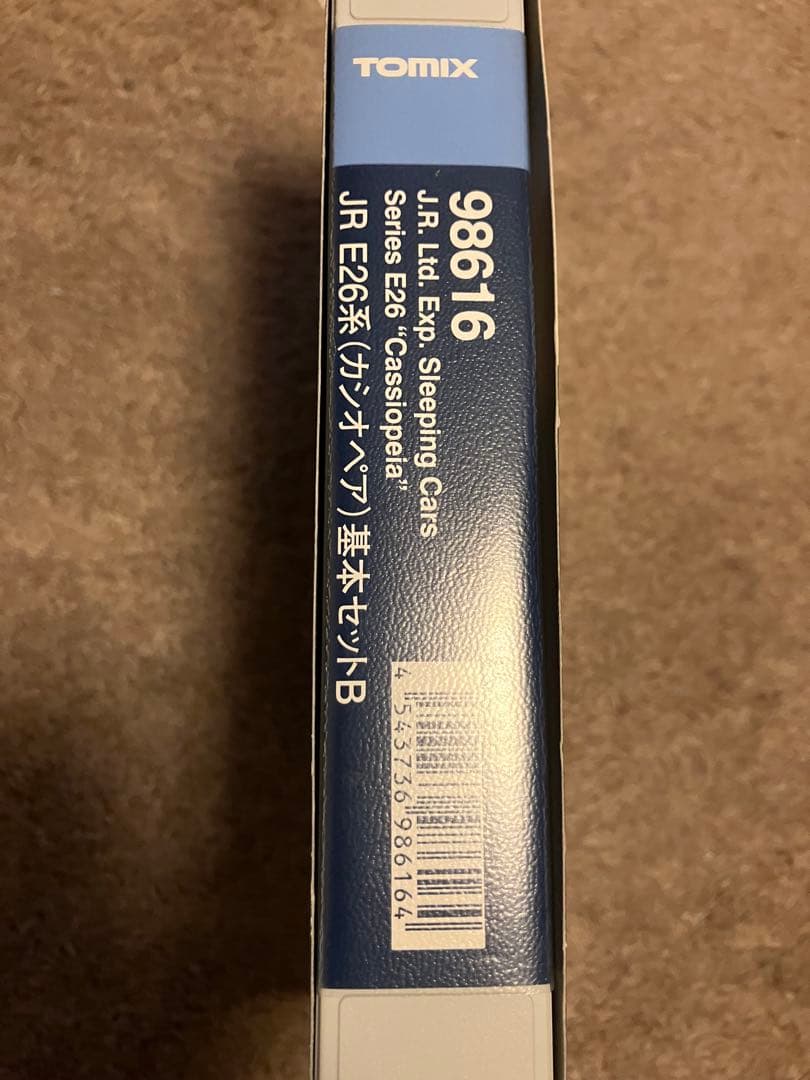 TOMIX
98616
J.R. Ltd. Exp. Sleeping Cars
Series E26 “Cassiopeia”
JR E26系(カシオペア)基本セットB
4 543736 986164